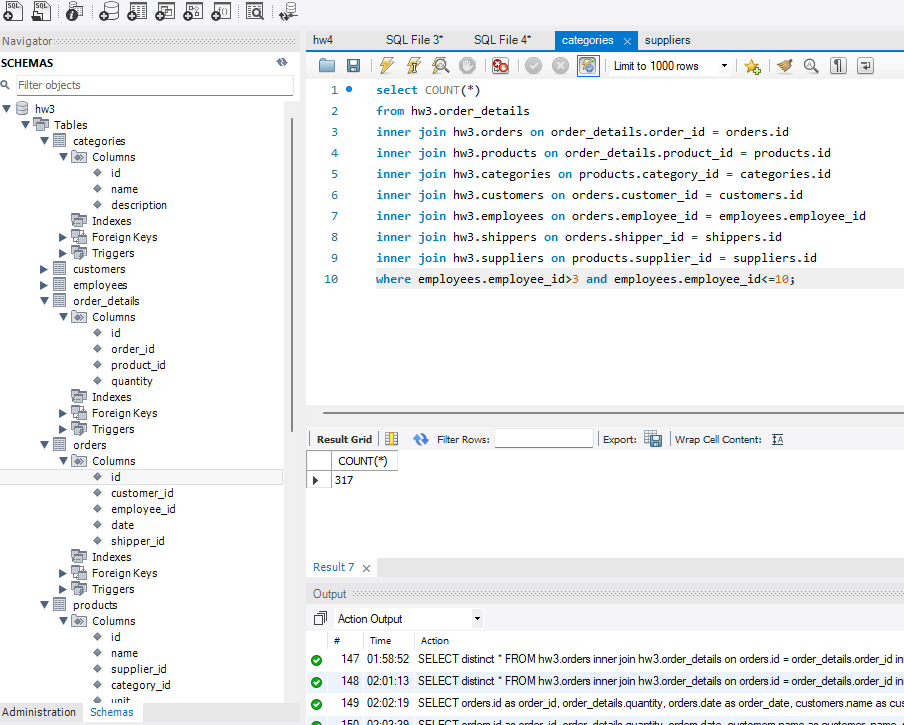 SQL SQL
Navigator
SCHEMAS
Filter objects
hw3
Tables
categories
Columns
id
name
description
Indexes
Foreign Keys
Triggers
customers
employees
order_details
Columns
id
order_id
product_id
quantity
Indexes
Foreign Keys
Triggers
orders
Columns
id
customer_id
employee_id
date
shipper_id
Indexes
Foreign Keys
Triggers
products
Columns
id
name
supplier_id
category_id
unit
Administration Schemas
hw4 SQL File 3* SQL File 4* categories suppliers
Limit to 1000 rows
1 select COUNT(*)
2 from hw3.order_details
3 inner join hw3.orders on order_details.order_id = orders.id
4 inner join hw3.products on order_details.product_id = products.id
5 inner join hw3.categories on products.category_id = categories.id
6 inner join hw3.customers on orders.customer_id = customers.id
7 inner join hw3.employees on orders.employee_id = employees.employee_id
8 inner join hw3.shippers on orders.shipper_id = shippers.id
9 inner join hw3.suppliers on products.supplier_id = suppliers.id
10 where employees.employee_id>3 and employees.employee_id<=10;
Result Grid Filter Rows: Export: Wrap Cell Content: IA
COUNT(*)
317
Result 7
Output
Action Output
# Time Action
147 01:58:52 SELECT distinct * FROM hw3.orders inner join hw3.order_details on orders.id = order_details.order_id in
148 02:01:13 SELECT distinct * FROM hw3.orders inner join hw3.order_details on orders.id = order_details.order_id in
149 02:02:19 SELECT orders.id as order_id, order_details.quantity, orders.date as order_date, customers.name as cus